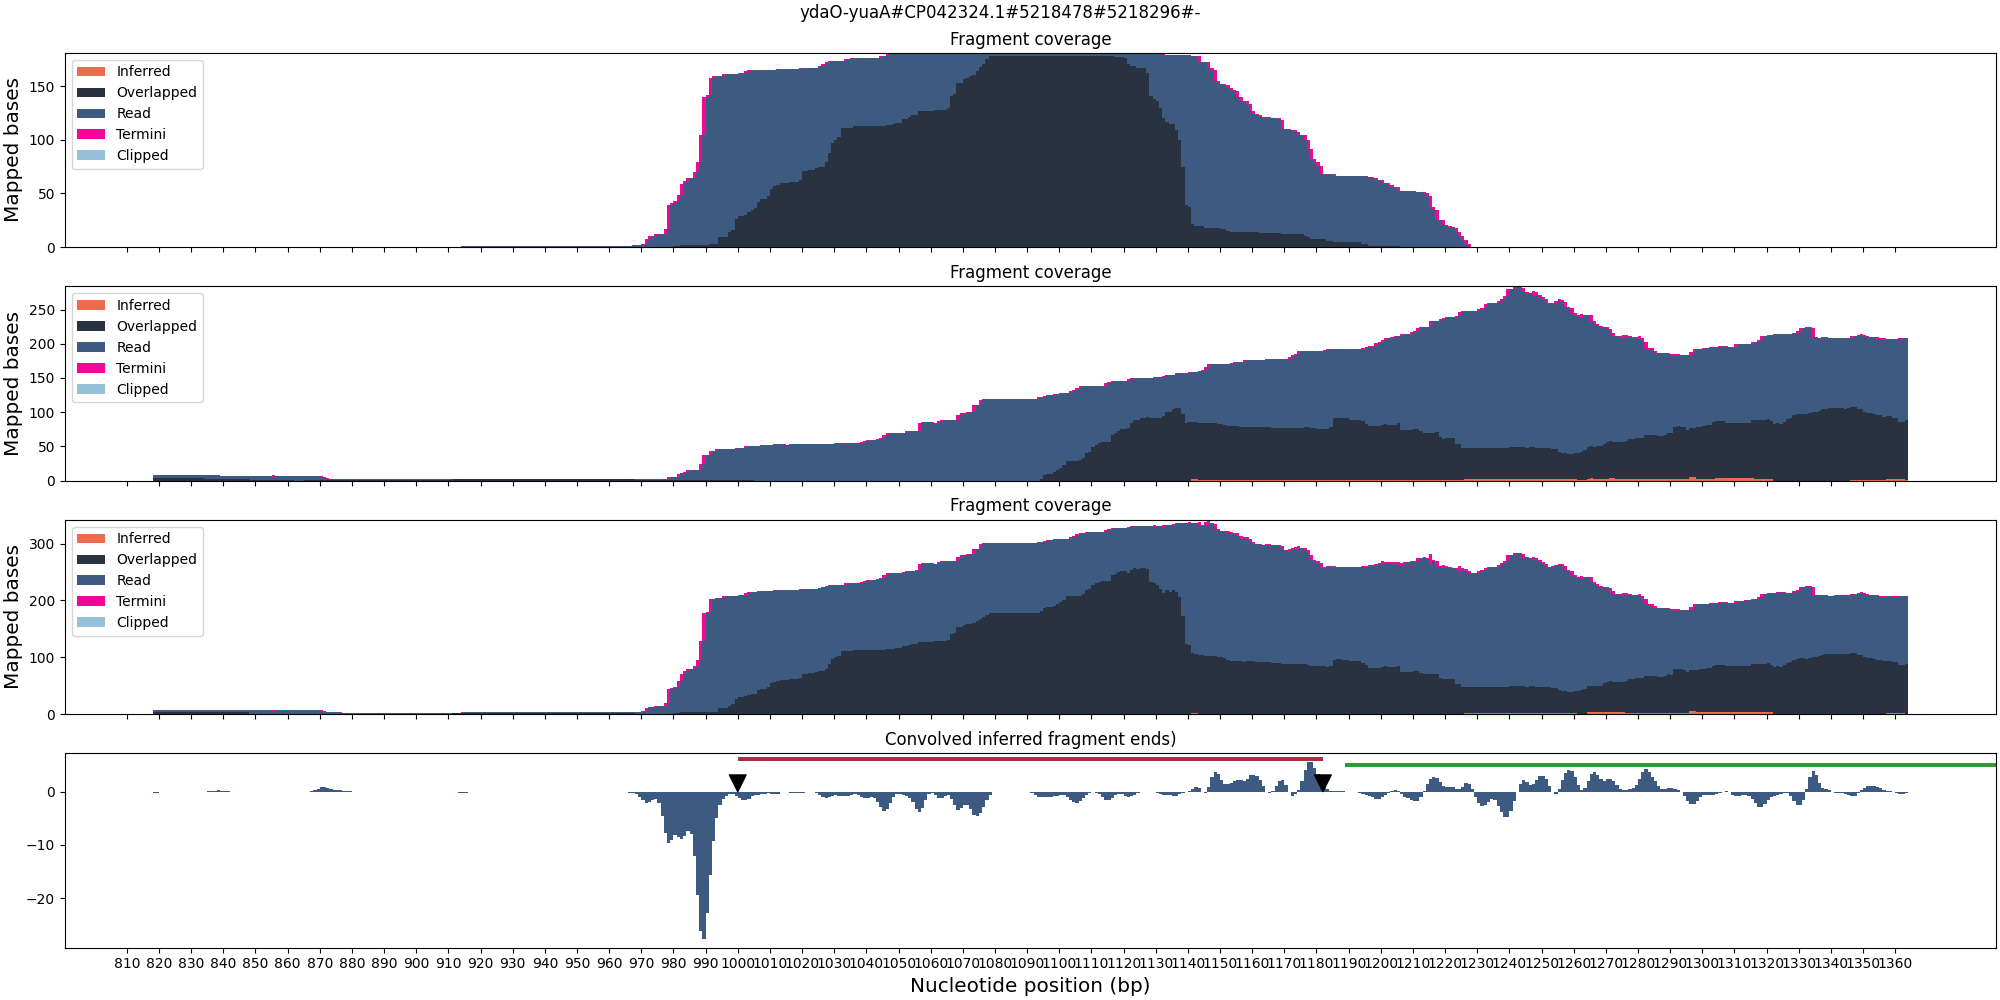 ydaO-yuaA#CP042324.1#5218478#5218296#-
Fragment coverage
Mapped bases
150
100
50
0
Inferred
Overlapped
Read
Termini
Clipped
Fragment coverage
Mapped bases
250
200
150
100
50
0
Inferred
Overlapped
Read
Termini
Clipped
Fragment coverage
Mapped bases
300
200
100
0
Inferred
Overlapped
Read
Termini
Clipped
Convolved inferred fragment ends)
0
−10
−20
810 820 830 840 850 860 870 880 890 900 910 920 930 940 950 960 970 980 990 1000 1010 1020 1030 1040 1050 1060 1070 1080 1090 1100 1110 1120 1130 1140 1150 1160 1170 1180 1190 1200 1210 1220 1230 1240 1250 1260 1270 1280 1290 1300 1310 1320 1330 1340 1350 1360
Nucleotide position (bp)